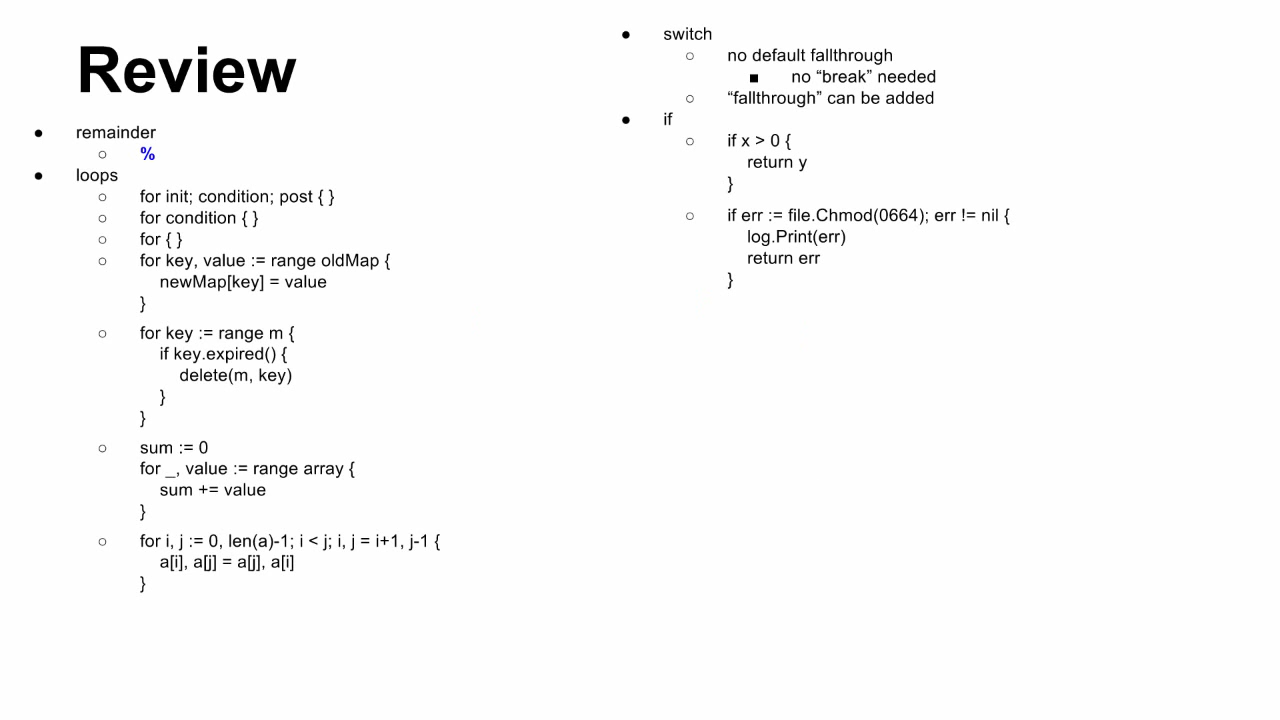 Review
● remainder
○ %
● loops
○ for init; condition; post { }
○ for condition { }
○ for { }
○ for key, value := range oldMap {
newMap[key] = value
}
○ for key := range m {
if key.expired() {
delete(m, key)
}
}
○ sum := 0
for _, value := range array {
sum += value
}
○ for i, j := 0, len(a)-1; i < j; i, j = i+1, j-1 {
a[i], a[j] = a[j], a[i]
}
● switch
○ no default fallthrough
■ no “break” needed
○ “fallthrough” can be added
● if
○ if x > 0 {
return y
}
○ if err := file.Chmod(0664); err != nil {
log.Print(err)
return err
}